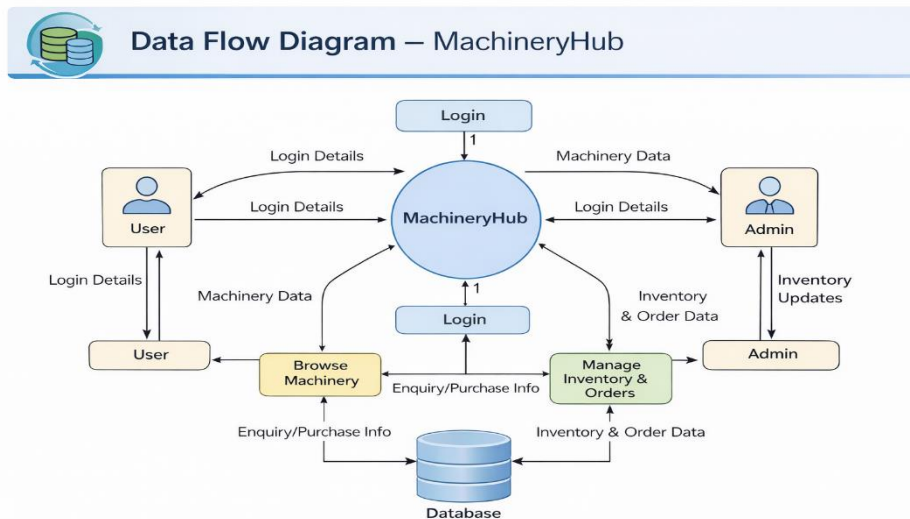 Data Flow Diagram – MachineryHub
Login
1
Login Details
Machinery Data
User
Login Details
MachineryHub
Login Details
Admin
Login Details
Machinery Data
1
Login
Inventory
& Order Data
Inventory
Updates
User
Browse
Machinery
Enquiry/Purchase Info
Manage
Inventory &
Orders
Admin
Enquiry/Purchase Info
Inventory & Order Data
Database